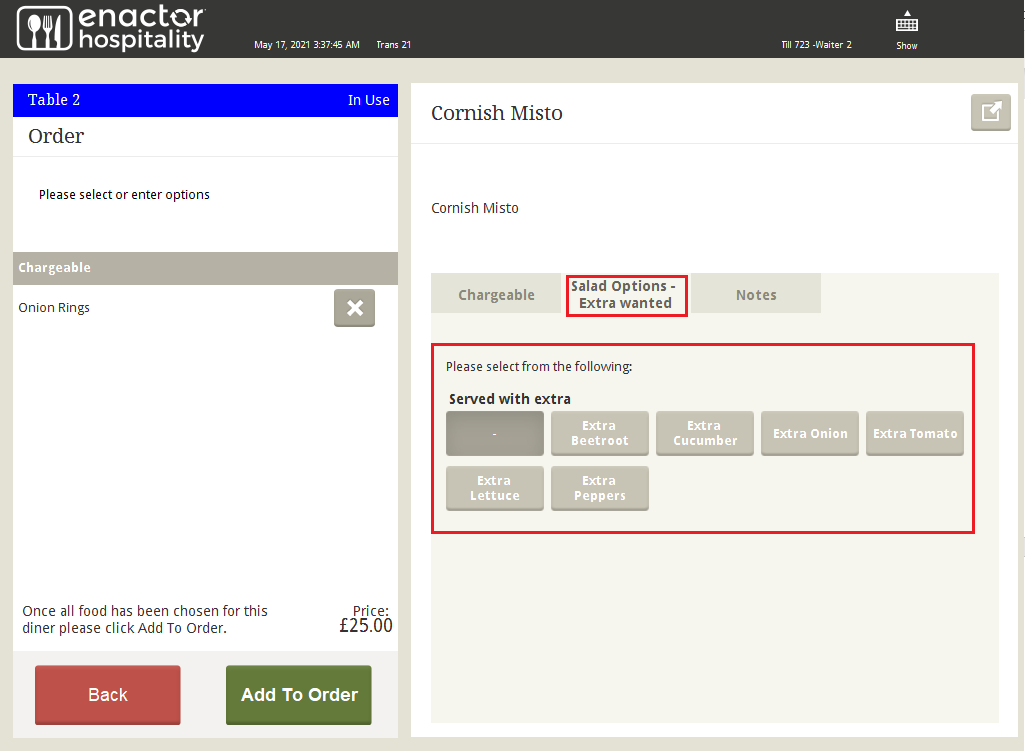 enactor
hospitality
May 17, 2021 3:37:45 AM Trans 21
Till 723 -Waiter 2
Show
Table 2 In Use
Order
Please select or enter options
Chargeable
Onion Rings
Once all food has been chosen for this
diner please click Add To Order.
Price:
£25.00
Back
Add To Order
Cornish Misto
Cornish Misto
Chargeable
Salad Options -
Extra wanted
Notes
Please select from the following:
Served with extra
-
Extra
Beetroot
Extra
Cucumber
Extra Onion
Extra Tomato
Extra
Lettuce
Extra
Peppers